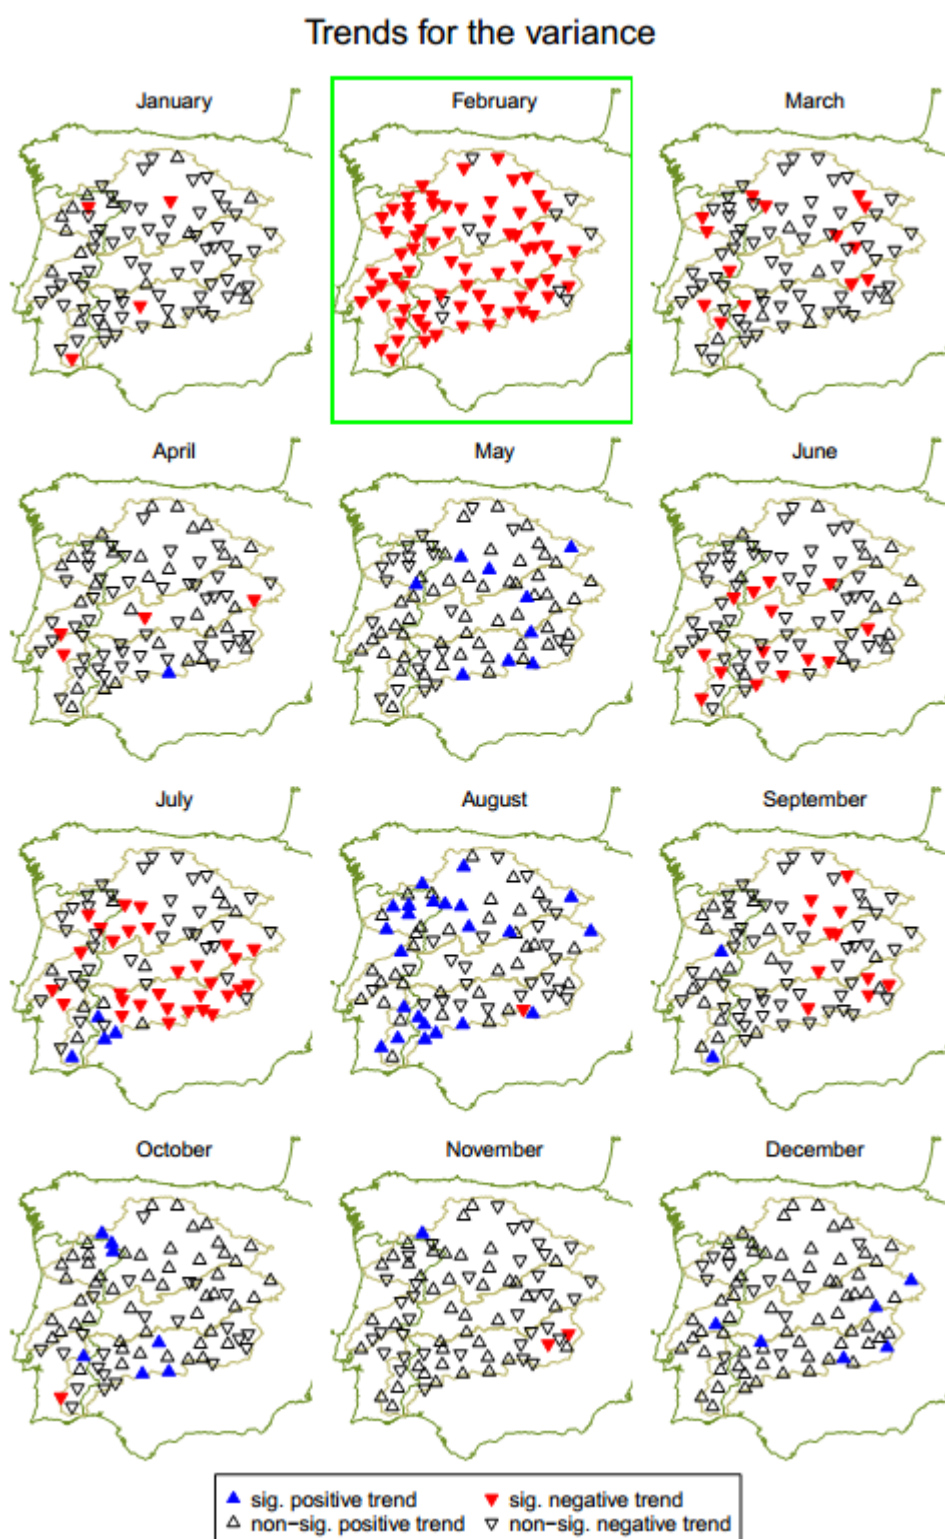 Trends for the variance
January February March
April May June
July August September
October November December
sig. positive trend sig. negative trend
non−sig. positive trend non−sig. negative trend